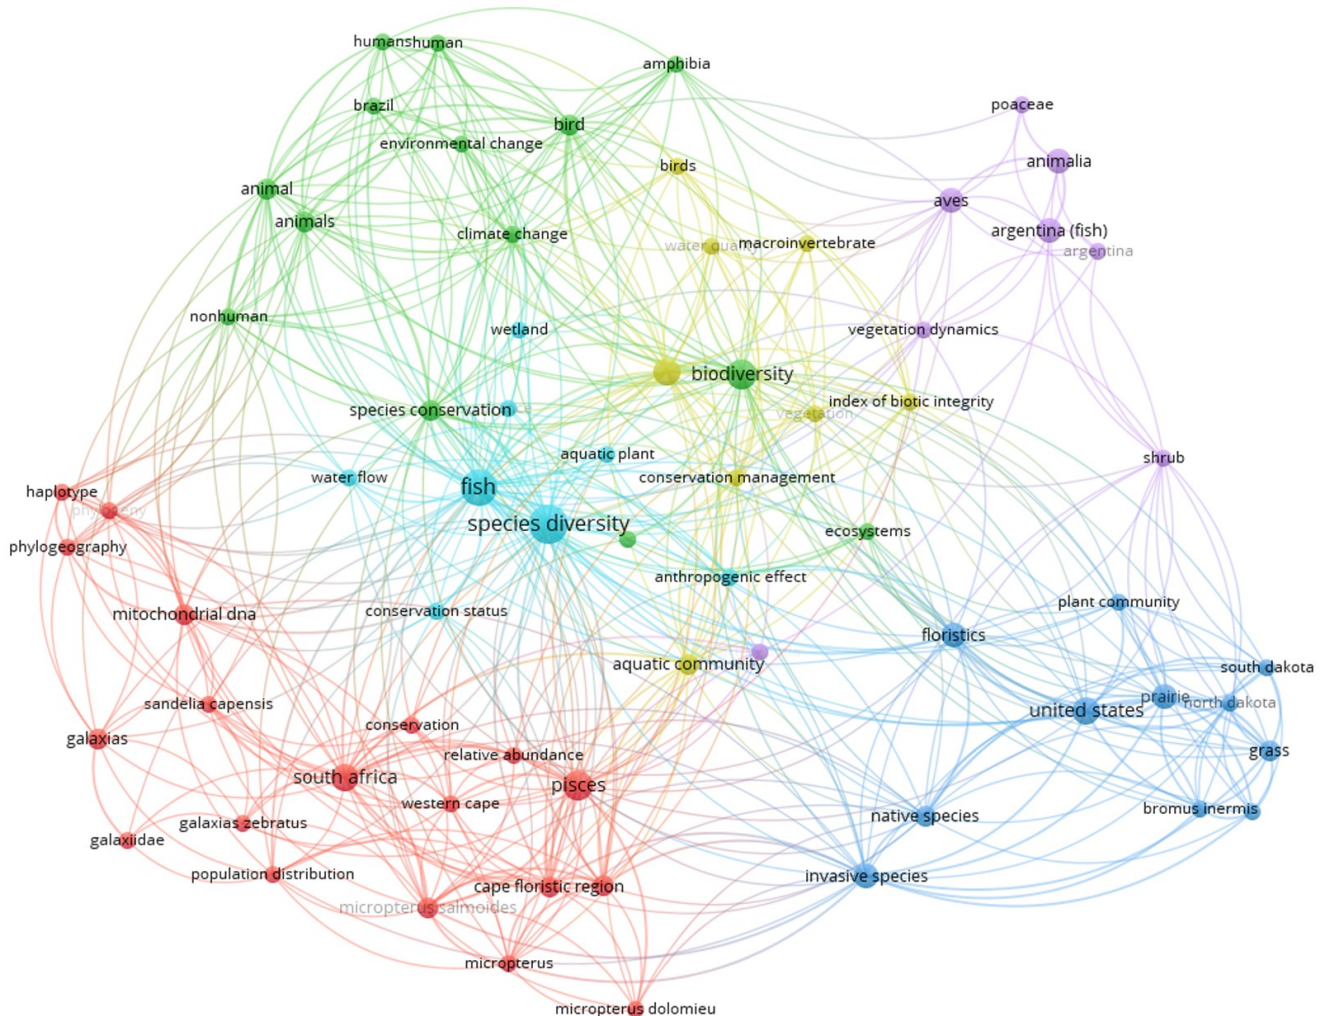 humans
human
amphibia
brazil
poaceae
bird
environmental change
birds
animalia
animal
aves
animals
argentina (fish)
climate change
water quality
macroinvertebrate
argentina
nonhuman
wetland
vegetation dynamics
biodiversity
species conservation
vegetation
index of biotic integrity
aquatic plant
shrub
water flow
conservation management
fish
haplotype
phylogeny
species diversity
ecosystems
phylogeography
anthropogenic effect
plant community
mitochondrial dna
conservation status
floristics
aquatic community
south dakota
sandelia capensis
prairie
north dakota
united states
conservation
galaxias
relative abundance
grass
south africa
pisces
western cape
bromus inermis
native species
galaxias zebratus
galaxiidae
population distribution
invasive species
cape floristic region
micropterus salmoides
micropterus
micropterus dolomieu